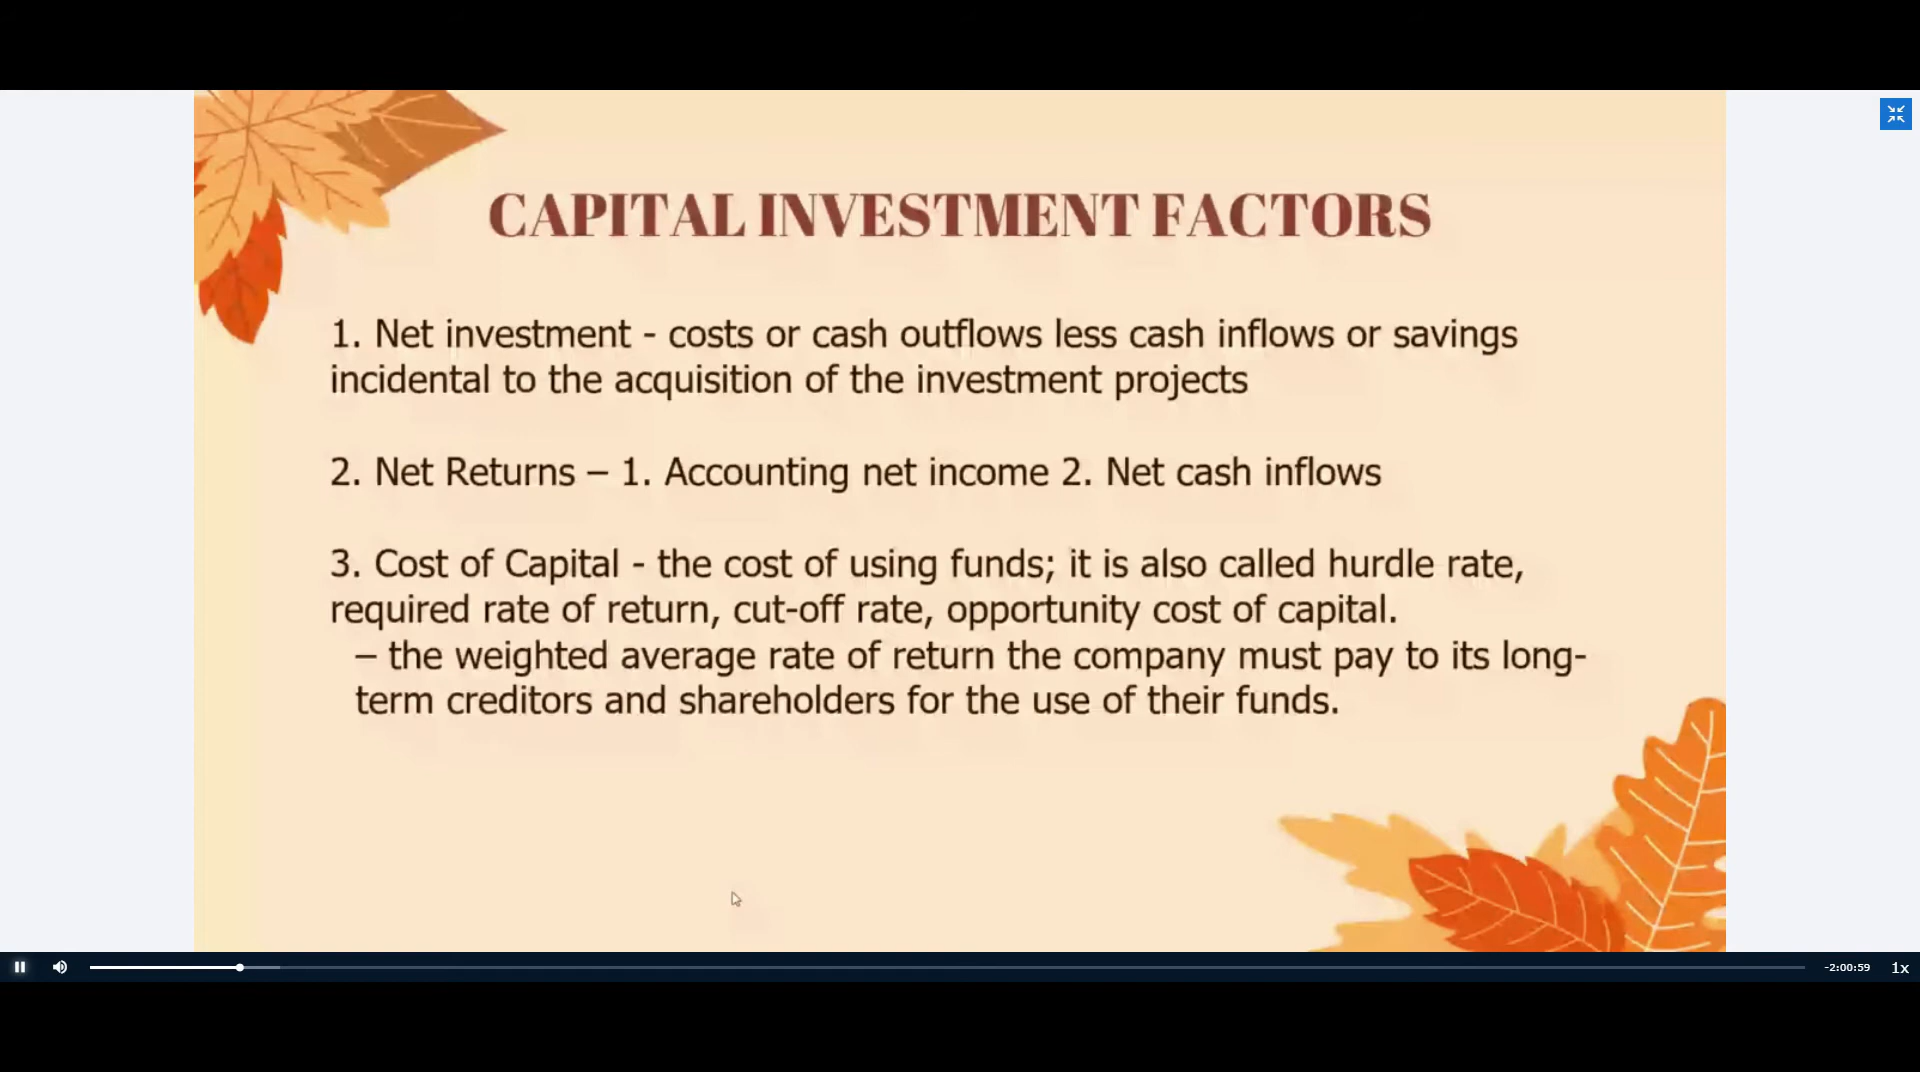 CAPITAL INVESTMENT FACTORS
1. Net investment - costs or cash outflows less cash inflows or savings
incidental to the acquisition of the investment projects
2. Net Returns – 1. Accounting net income 2. Net cash inflows
3. Cost of Capital - the cost of using funds; it is also called hurdle rate,
required rate of return, cut-off rate, opportunity cost of capital.
– the weighted average rate of return the company must pay to its long-
term creditors and shareholders for the use of their funds.
-2:00:59 1x